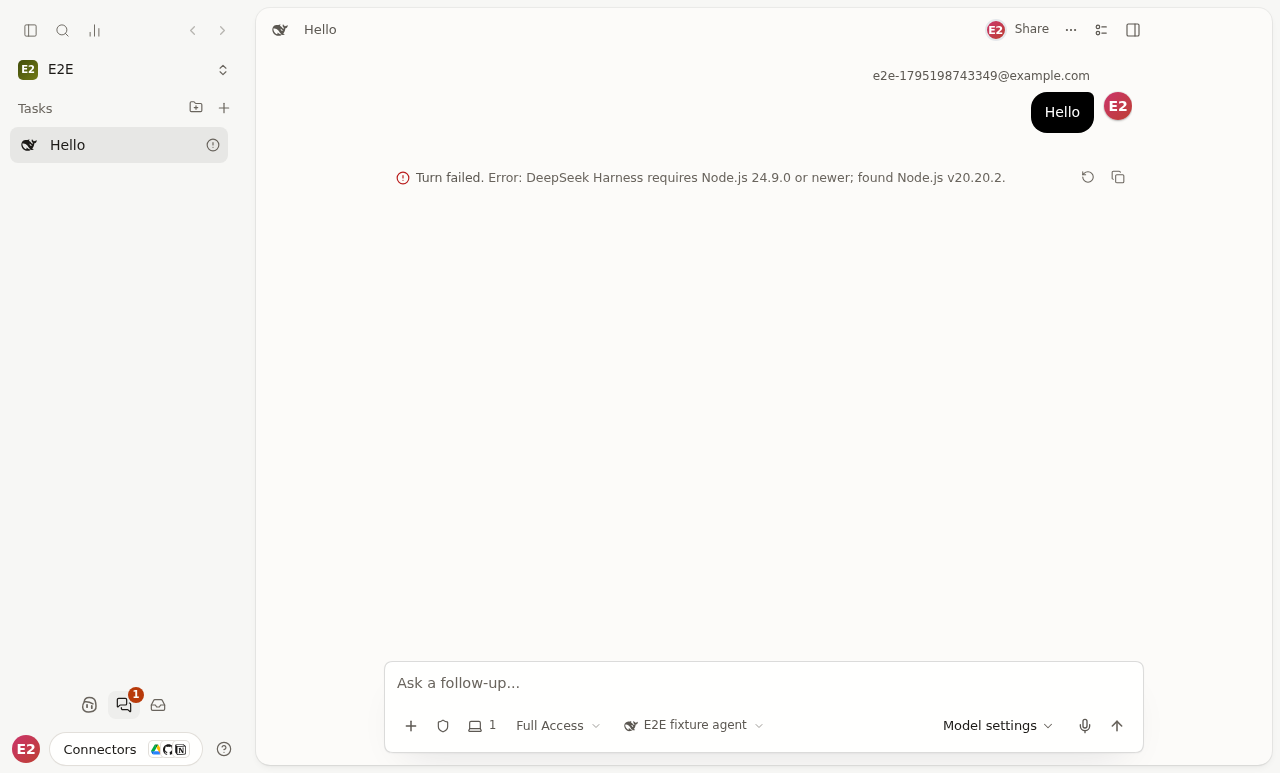 Hello
E2 Share
E2 E2E
Tasks
Hello
e2e-1795198743349@example.com
Hello E2
Turn failed. Error: DeepSeek Harness requires Node.js 24.9.0 or newer; found Node.js v20.20.2.
Ask a follow-up...
1 Full Access E2E fixture agent Model settings
1
E2 Connectors